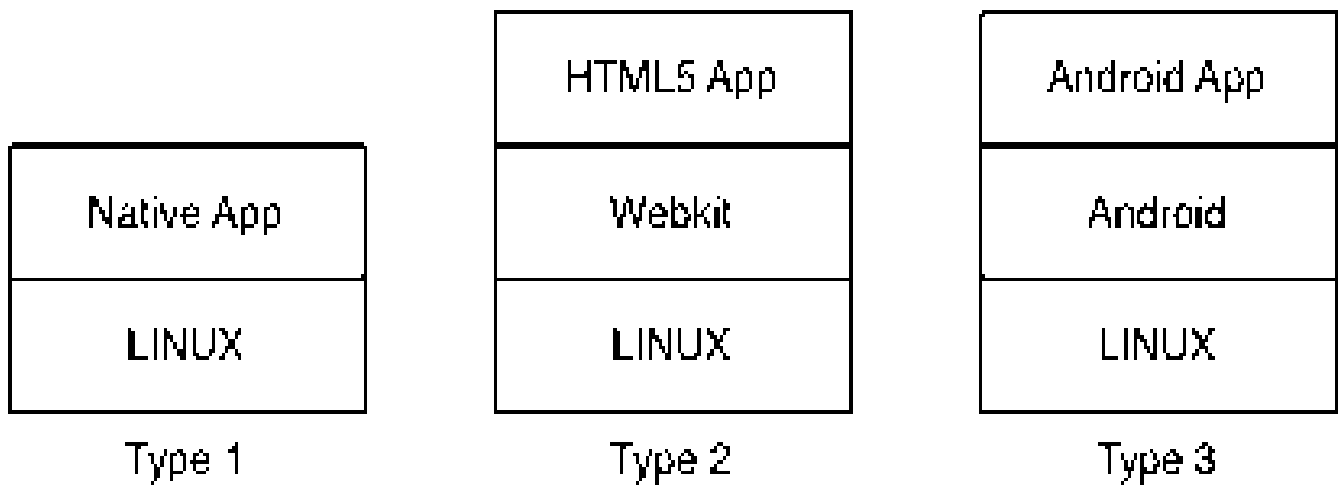 HTML5 App
Android App
Native App
Webkit
Android
LINUX
LINUX
LINUX
Type 1
Type 2
Type 3